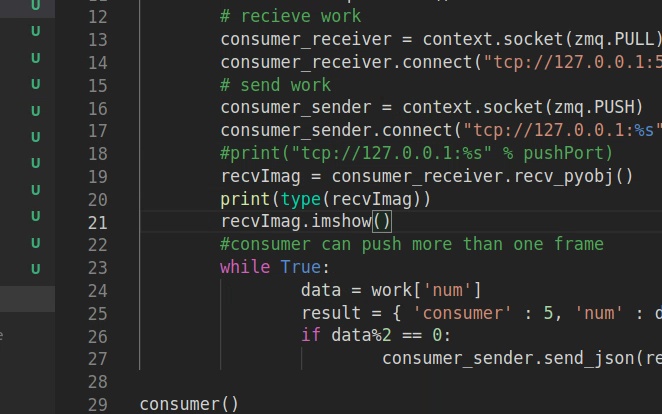 U
12 # recieve work
U
13 consumer_receiver = context.socket(zmq.PULL)
U
14 consumer_receiver.connect("tcp://127.0.0.1:5
15 # send work
U
16 consumer_sender = context.socket(zmq.PUSH)
U
17 consumer_sender.connect("tcp://127.0.0.1:%s"
U
18 #print("tcp://127.0.0.1:%s" % pushPort)
U
19 recvImag = consumer_receiver.recv_pyobj()
U
20 print(type(recvImag))
U
21 recvImag.imshow()
U
22 #consumer can push more than one frame
U
23 while True:
24 data = work['num']
25 result = { 'consumer' : 5, 'num' : d
26 if data%2 == 0:
27 consumer_sender.send_json(re
28
29 consumer()